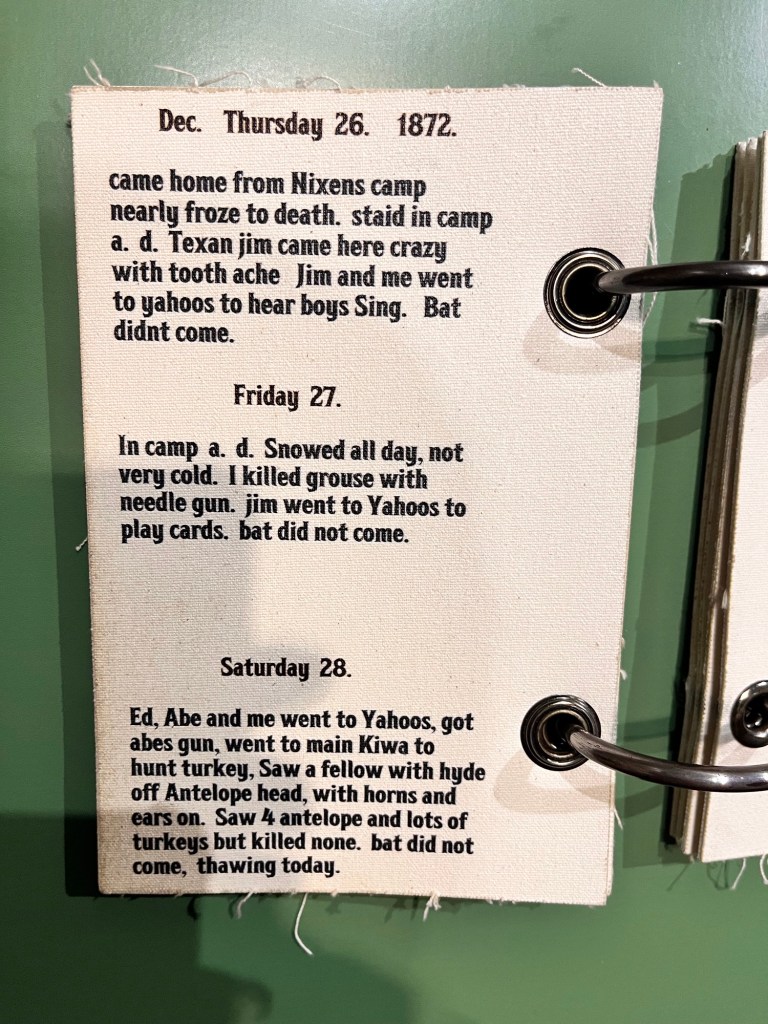 Dec. Thursday 26. 1872.
came home from Nixens camp
nearly froze to death. staid in camp
a. d. Texan jim came here crazy
with tooth ache Jim and me went
to yahoos to hear boys Sing. Bat
didnt come.
Friday 27.
In camp a. d. Snowed all day, not
very cold. I killed grouse with
needle gun. jim went to Yahoos to
play cards. bat did not come.
Saturday 28.
Ed, Abe and me went to Yahoos, got
abes gun, went to main Kiwa to
hunt turkey, Saw a fellow with hyde
off Antelope head, with horns and
ears on. Saw 4 antelope and lots of
turkeys but killed none. bat did not
come, thawing today.